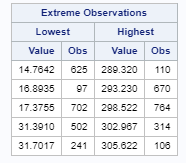 Extreme Observations
Lowest Highest
Value Obs Value Obs
14.7642 625 289.320 110
16.8935 97 293.230 670
17.3755 702 298.522 764
31.3910 502 302.967 314
31.7017 241 305.622 106